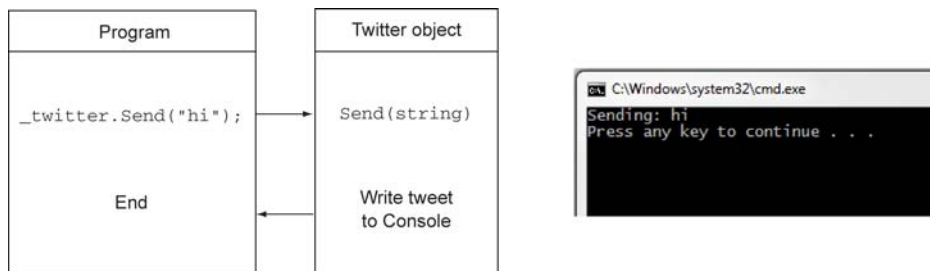 Program
_twitter.Send("hi");
End
Twitter object
Send(string)
Write tweet
to Console
C:\Windows\system32\cmd.exe
Sending: hi
Press any key to continue . . .